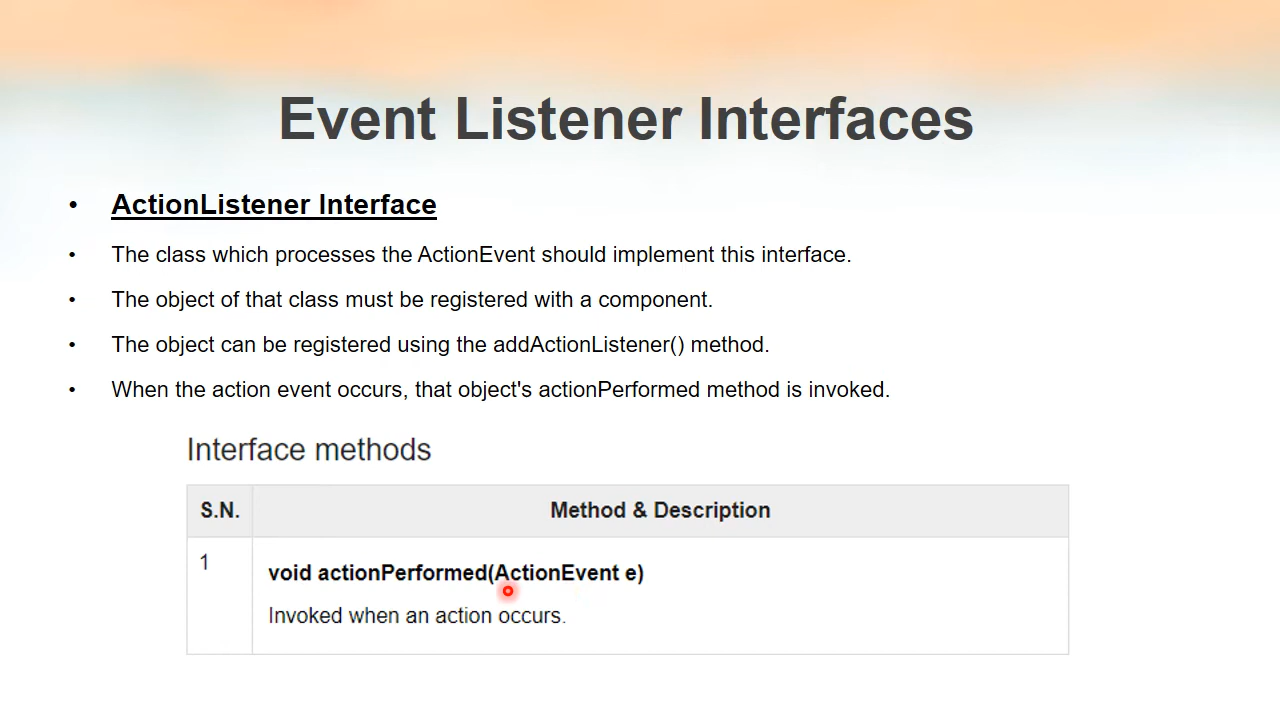 Event Listener Interfaces
• ActionListener Interface
• The class which processes the ActionEvent should implement this interface.
• The object of that class must be registered with a component.
• The object can be registered using the addActionListener() method.
• When the action event occurs, that object's actionPerformed method is invoked.
Interface methods
S.N. Method & Description
1 void actionPerformed(ActionEvent e)
Invoked when an action occurs.